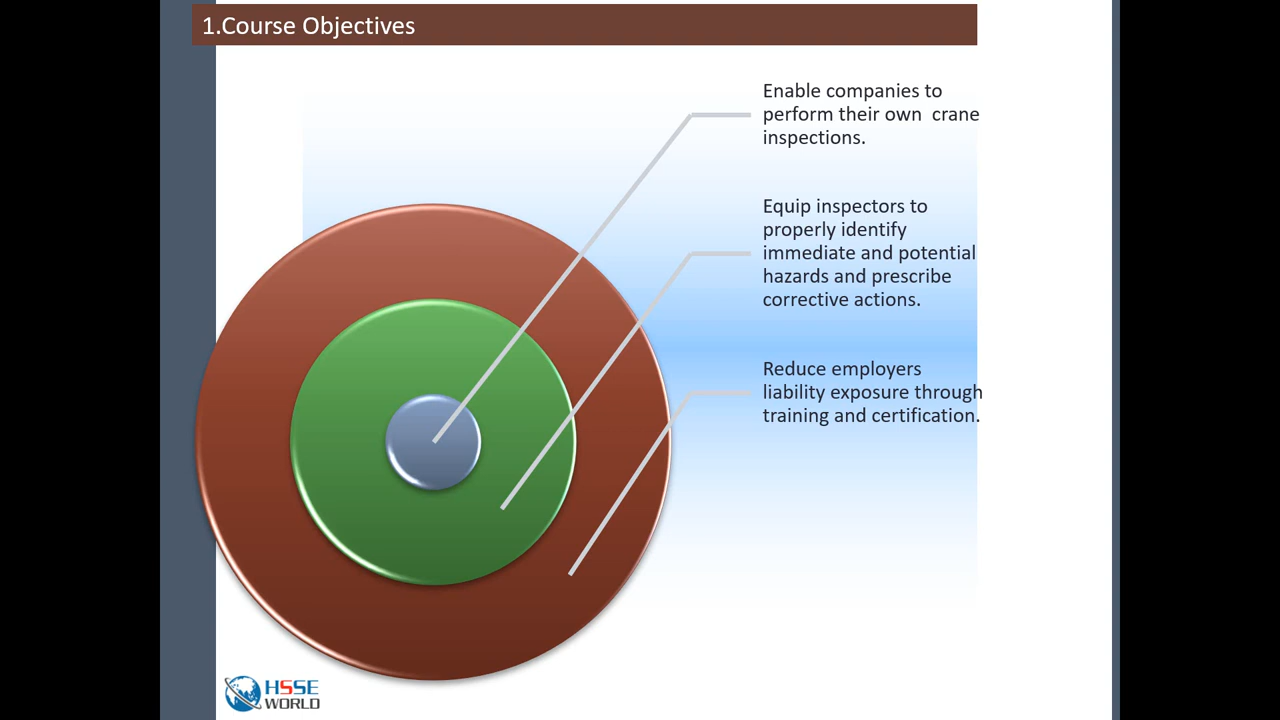 1.Course Objectives
Enable companies to
perform their own  crane
inspections.
Equip inspectors to
properly identify
immediate and potential
hazards and prescribe
corrective actions.
Reduce employers
liability exposure through
training and certification.
HSSE
WORLD